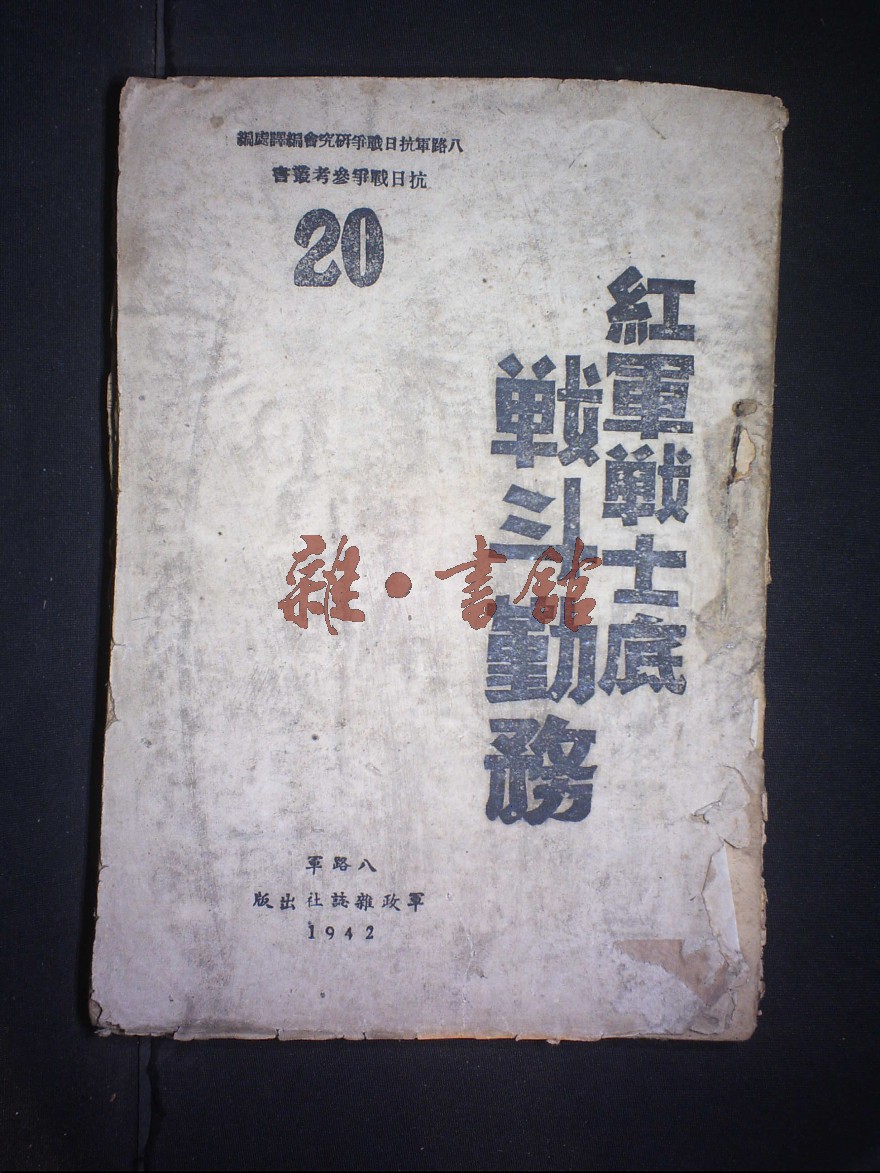 八路軍抗日戰爭研究會編譯處編
抗日戰爭參考叢書
20
紅軍战士底
战斗勤務
雜·書館
八路軍
軍政雜誌社出版
1942